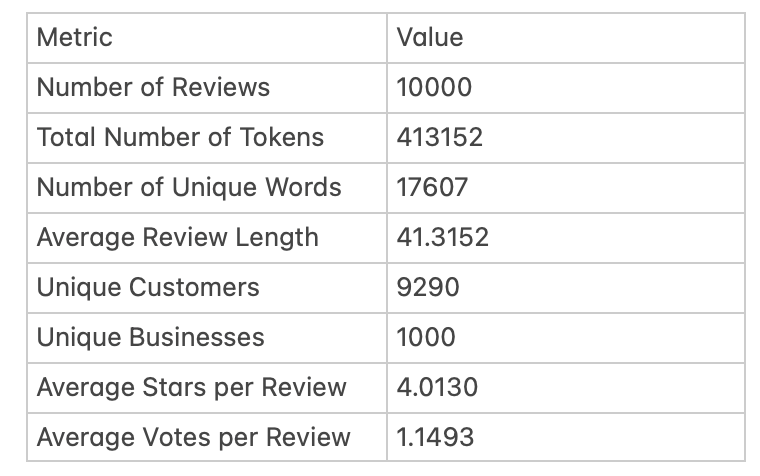 Metric Value
Number of Reviews 10000
Total Number of Tokens 413152
Number of Unique Words 17607
Average Review Length 41.3152
Unique Customers 9290
Unique Businesses 1000
Average Stars per Review 4.0130
Average Votes per Review 1.1493